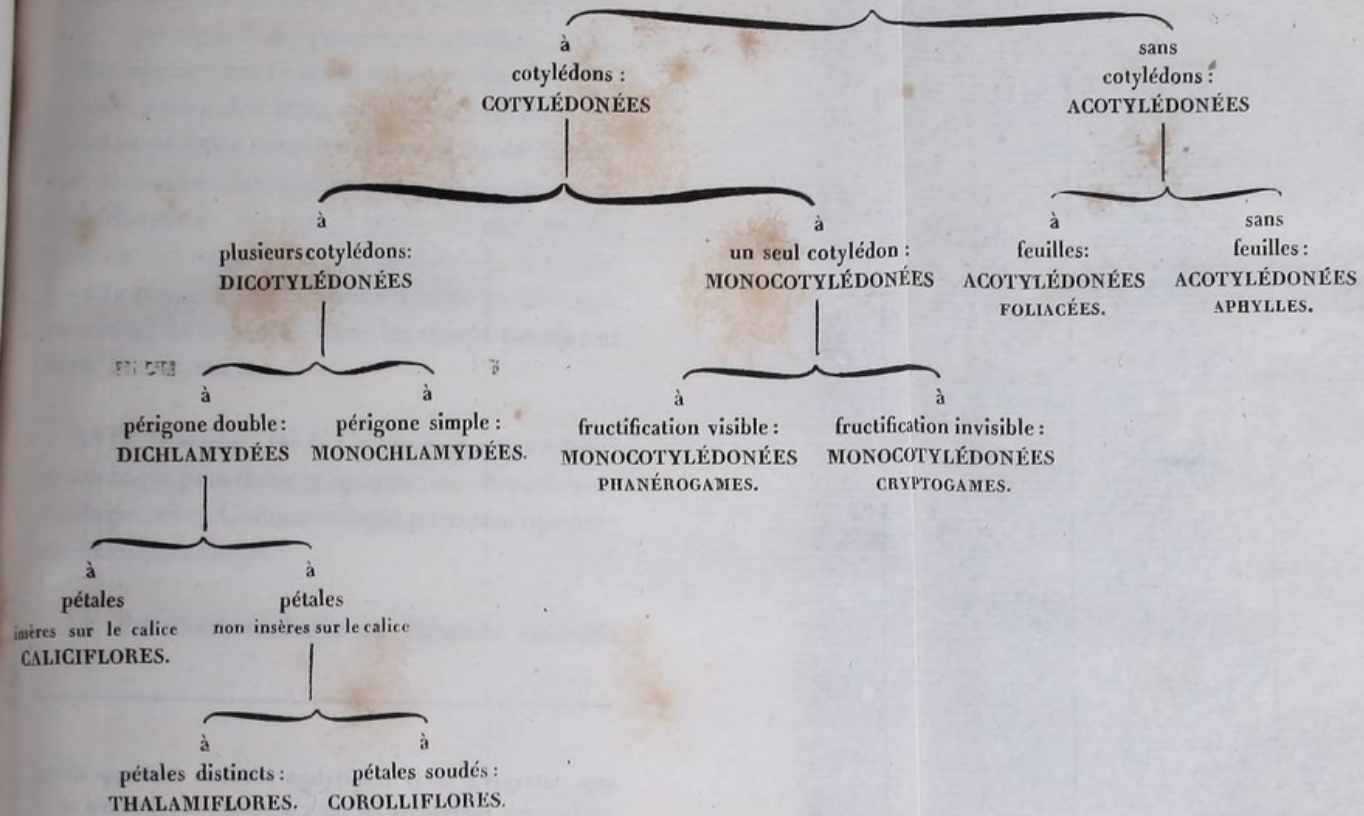 à
cotylédons :
COTYLÉDONÉES
sans
cotylédons :
ACOTYLÉDONÉES
à
plusieurs cotylédons:
DICOTYLÉDONÉES
à
un seul cotylédon :
MONOCOTYLÉDONÉES
à
feuilles:
ACOTYLÉDONÉES
FOLIACÉES.
sans
feuilles :
ACOTYLÉDONÉES
APHYLLES.
à
périgone double :
DICHLAMYDÉES
à
périgone simple :
MONOCHLAMYDÉES.
à
fructification visible :
MONOCOTYLÉDONÉES
PHANÉROGAMES.
à
fructification invisible :
MONOCOTYLÉDONÉES
CRYPTOGAMES.
à
pétales
insères sur le calice
CALICIFLORES.
à
pétales
non insères sur le calice
à
pétales distincts :
THALAMIFLORES.
à
pétales soudés :
COROLLIFLORES.